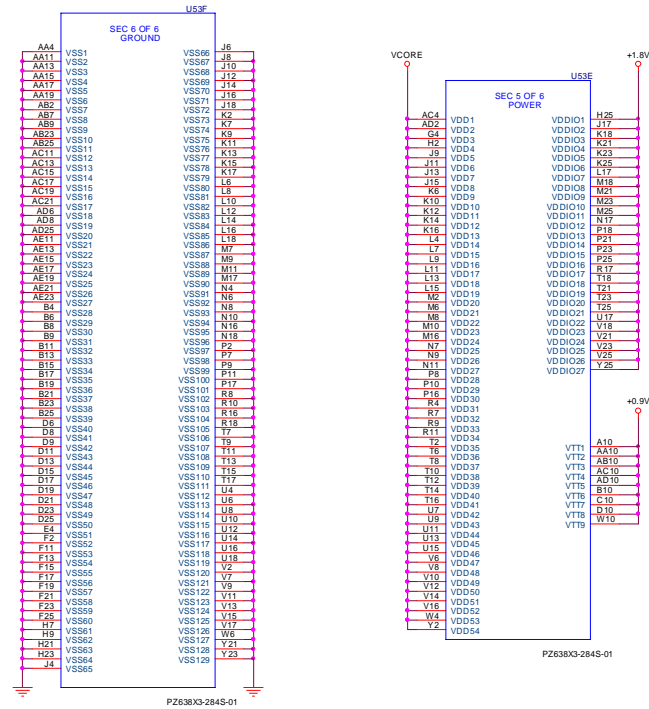 U53F
SEC 6 OF 6
GROUND
AA4 VSS1 VSS66 J6
AA11 VSS2 VSS67 J8
AA13 VSS3 VSS68 J10
AA15 VSS4 VSS69 J12
AA17 VSS5 VSS70 J14
AA19 VSS6 VSS71 J16
AB2 VSS7 VSS72 J18
AB7 VSS8 VSS73 K2
AB9 VSS9 VSS74 K7
AB23 VSS10 VSS75 K9
AB25 VSS11 VSS76 K11
AC11 VSS12 VSS77 K13
AC13 VSS13 VSS78 K15
AC15 VSS14 VSS79 K17
AC17 VSS15 VSS80 L6
AC19 VSS16 VSS81 L8
AC21 VSS17 VSS82 L10
AD6 VSS18 VSS83 L12
AD8 VSS19 VSS84 L14
AD25 VSS20 VSS85 L16
AE11 VSS21 VSS86 L18
AE13 VSS22 VSS87 M7
AE15 VSS23 VSS88 M9
AE17 VSS24 VSS89 M11
AE19 VSS25 VSS90 M17
AE21 VSS26 VSS91 N4
AE23 VSS27 VSS92 N6
B4 VSS28 VSS93 N8
B6 VSS29 VSS94 N10
B8 VSS30 VSS95 N16
B9 VSS31 VSS96 N18
B11 VSS32 VSS97 P2
B13 VSS33 VSS98 P7
B15 VSS34 VSS99 P9
B17 VSS35 VSS100 P11
B19 VSS36 VSS101 P17
B21 VSS37 VSS102 R8
B23 VSS38 VSS103 R10
B25 VSS39 VSS104 R16
D6 VSS40 VSS105 R18
D8 VSS41 VSS106 T7
D9 VSS42 VSS107 T9
D11 VSS43 VSS108 T11
D13 VSS44 VSS109 T13
D15 VSS45 VSS110 T15
D17 VSS46 VSS111 T17
D19 VSS47 VSS112 U4
D21 VSS48 VSS113 U6
D23 VSS49 VSS114 U8
D25 VSS50 VSS115 U10
E4 VSS51 VSS116 U12
F2 VSS52 VSS117 U14
F11 VSS53 VSS118 U16
F13 VSS54 VSS119 U18
F15 VSS55 VSS120 V2
F17 VSS56 VSS121 V7
F19 VSS57 VSS122 V9
F21 VSS58 VSS123 V11
F23 VSS59 VSS124 V13
F25 VSS60 VSS125 V15
H7 VSS61 VSS126 V17
H9 VSS62 VSS127 W6
H21 VSS63 VSS128 Y21
H23 VSS64 VSS129 Y23
J4 VSS65
PZ638X3-284S-01
VCORE
+1.8V
U53E
SEC 5 OF 6
POWER
AC4 VDD1 VDDIO1 H25
AD2 VDD2 VDDIO2 J17
G4 VDD3 VDDIO3 K18
H2 VDD4 VDDIO4 K21
J9 VDD5 VDDIO5 K23
J11 VDD6 VDDIO6 K25
J13 VDD7 VDDIO7 L17
J15 VDD8 VDDIO8 M18
K6 VDD9 VDDIO9 M21
K10 VDD10 VDDIO10 M23
K12 VDD11 VDDIO11 M25
K14 VDD12 VDDIO12 N17
K16 VDD13 VDDIO13 P18
L4 VDD14 VDDIO14 P21
L7 VDD15 VDDIO15 P23
L9 VDD16 VDDIO16 P25
L11 VDD17 VDDIO17 R17
L13 VDD18 VDDIO18 T18
L15 VDD19 VDDIO19 T21
M2 VDD20 VDDIO20 T23
M6 VDD21 VDDIO21 T25
M8 VDD22 VDDIO22 U17
M10 VDD23 VDDIO23 V18
M16 VDD24 VDDIO24 V21
N7 VDD25 VDDIO25 V23
N9 VDD26 VDDIO26 V25
N11 VDD27 VDDIO27 Y25
P8 VDD28
P10 VDD29
P16 VDD30
R4 VDD31
+0.9V
R7 VDD32
R9 VDD33
R11 VDD34
T2 VDD35 VTT1 A10
T6 VDD36 VTT2 AA10
T8 VDD37 VTT3 AB10
T10 VDD38 VTT4 AC10
T12 VDD39 VTT5 AD10
T14 VDD40 VTT6 B10
T16 VDD41 VTT7 C10
U7 VDD42 VTT8 D10
U9 VDD43 VTT9 W10
U11 VDD44
U13 VDD45
U15 VDD46
V6 VDD47
V8 VDD48
V10 VDD49
V12 VDD50
V14 VDD51
V16 VDD52
W4 VDD53
Y2 VDD54
PZ638X3-284S-01